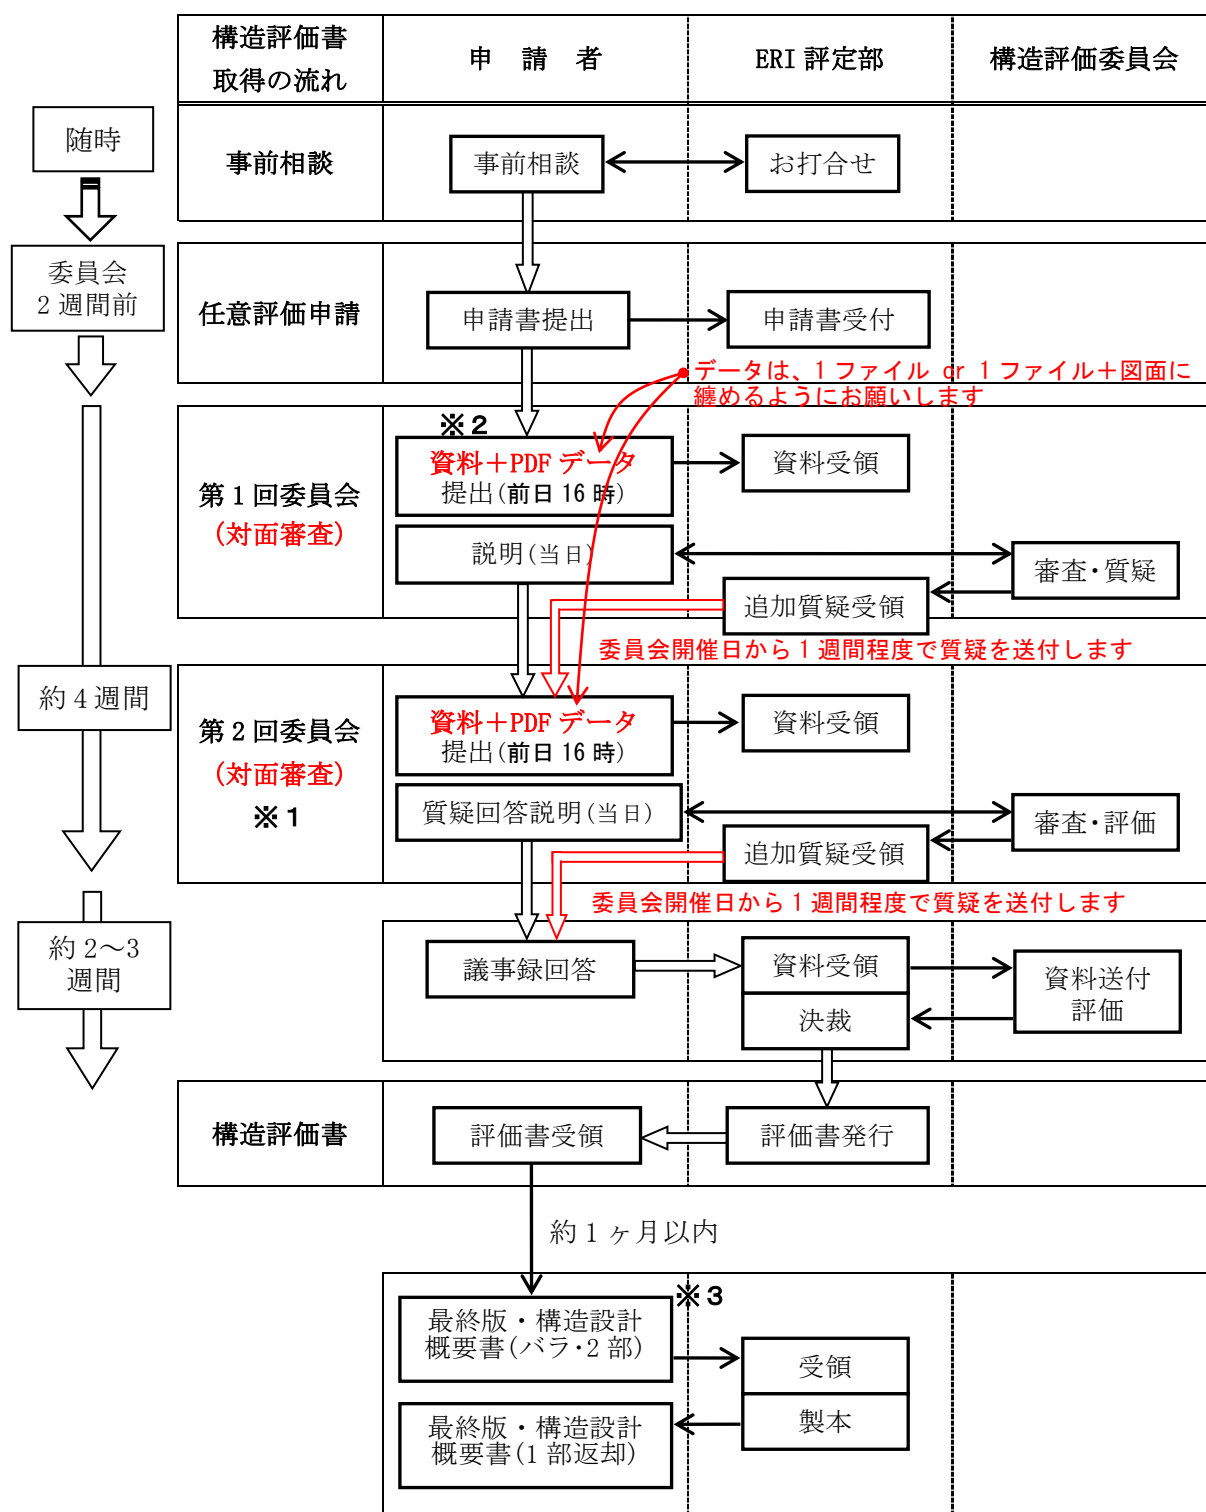 構造評価書
取得の流れ
申 請 者
ERI 評定部
構造評価委員会
随時
事前相談
事前相談
お打合せ
委員会
2 週間前
任意評価申請
申請書提出
申請書受付
データは、1 ファイル or 1 ファイル＋図面に
纏めるようにお願いします
第 1 回委員会
(対面審査)
※２
資料＋PDF データ
提出(前日 16 時)
資料受領
説明(当日)
審査・質疑
追加質疑受領
委員会開催日から 1 週間程度で質疑を送付します
約 4 週間
第 2 回委員会
(対面審査)
※１
資料＋PDF データ
提出(前日 16 時)
資料受領
質疑回答説明(当日)
審査・評価
追加質疑受領
委員会開催日から 1 週間程度で質疑を送付します
約 2～3
週間
議事録回答
資料受領
決裁
資料送付
評価
構造評価書
評価書受領
評価書発行
約 1 ヶ月以内
※３
最終版・構造設計
概要書(バラ・2 部)
受領
製本
最終版・構造設計
概要書(1 部返却)